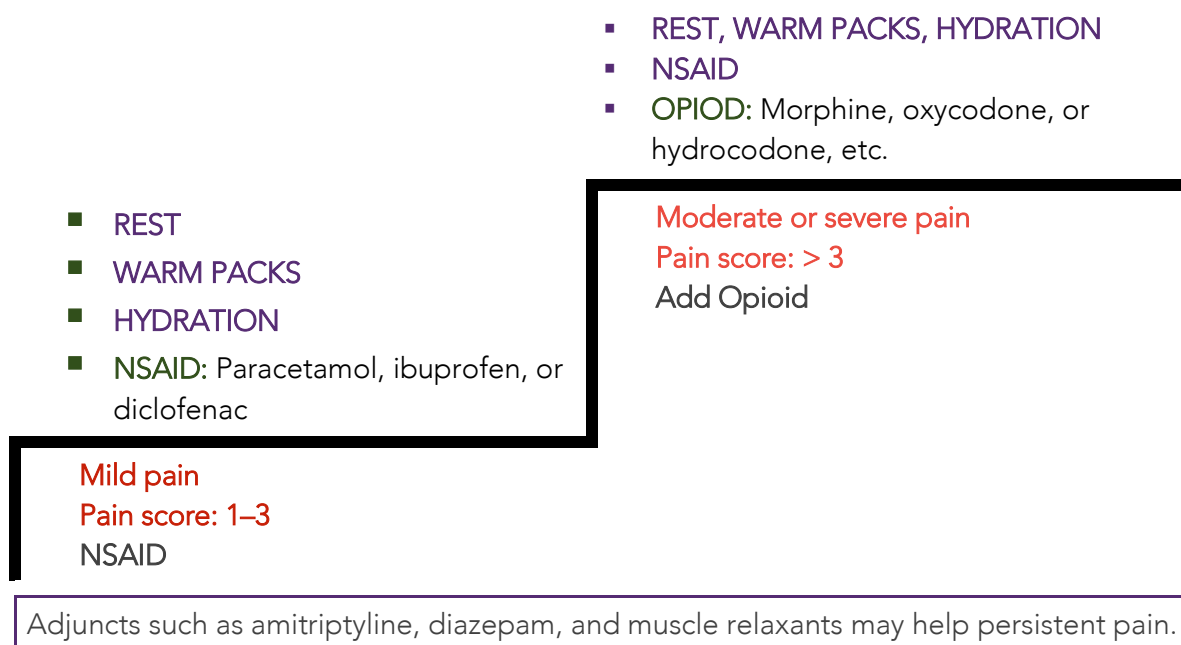 REST, WARM PACKS, HYDRATION
NSAID
OPIOD: Morphine, oxycodone, or
hydrocodone, etc.
Moderate or severe pain
Pain score: > 3
Add Opioid
REST
WARM PACKS
HYDRATION
NSAID: Paracetamol, ibuprofen, or
diclofenac
Mild pain
Pain score: 1–3
NSAID
Adjuncts such as amitriptyline, diazepam, and muscle relaxants may help persistent pain.